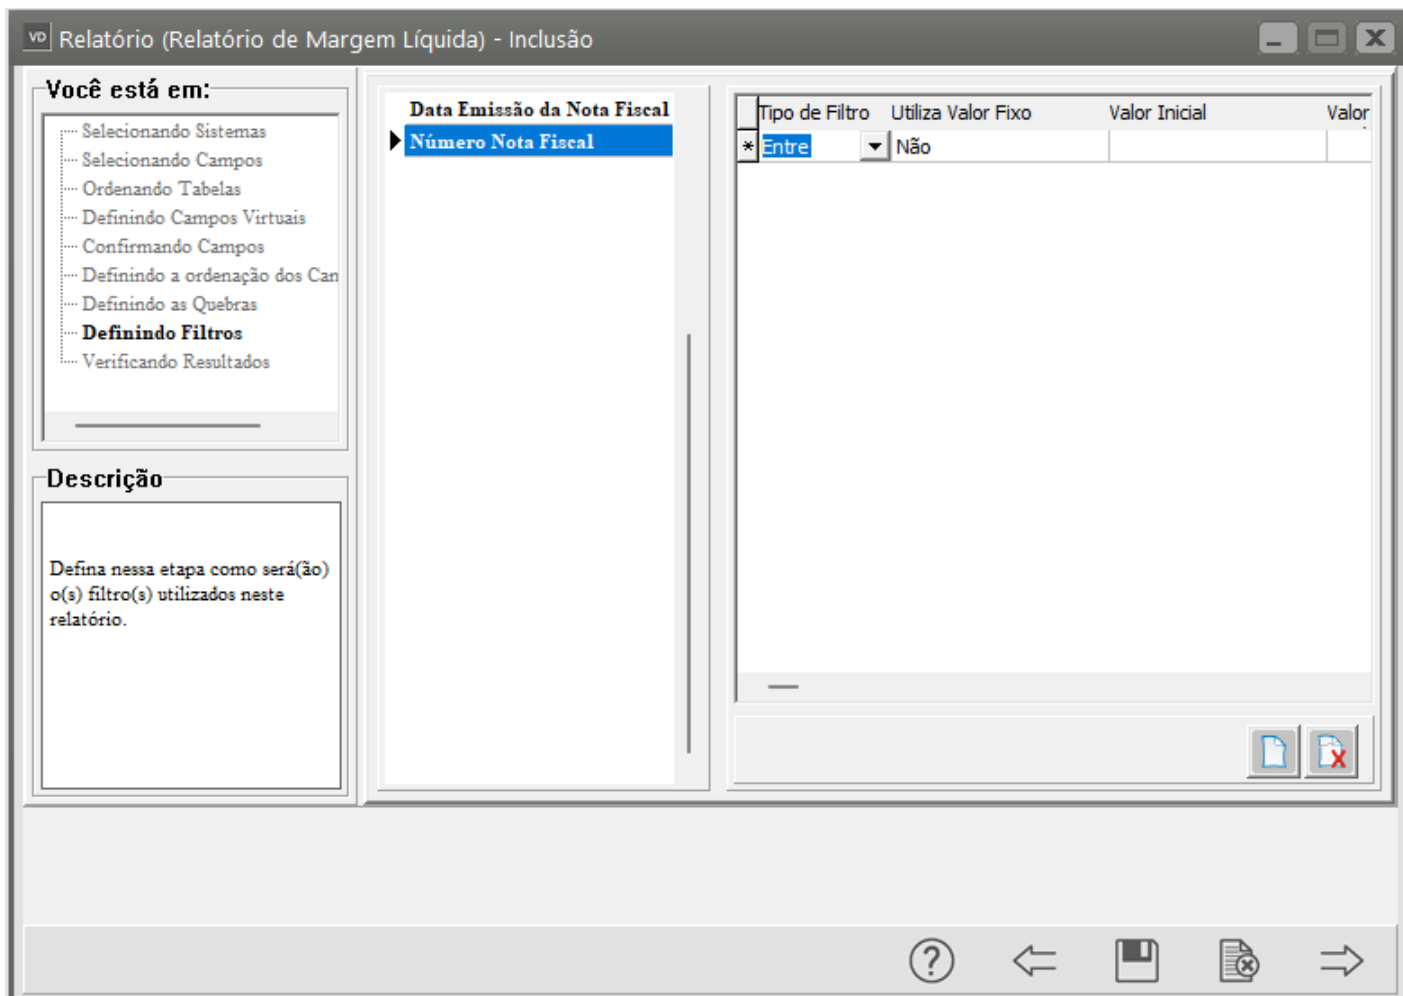 VD Relatório (Relatório de Margem Líquida) - Inclusão
Você está em:
Selecionando Sistemas
Selecionando Campos
Ordenando Tabelas
Definindo Campos Virtuais
Confirmando Campos
Definindo a ordenação dos Can
Definindo as Quebras
Definindo Filtros
Verificando Resultados
Descrição
Defina nessa etapa como será(ão)
o(s) filtro(s) utilizados neste
relatório.
Data Emissão da Nota Fiscal
Número Nota Fiscal
Tipo de Filtro Utiliza Valor Fixo Valor Inicial Valor
* Entre Não